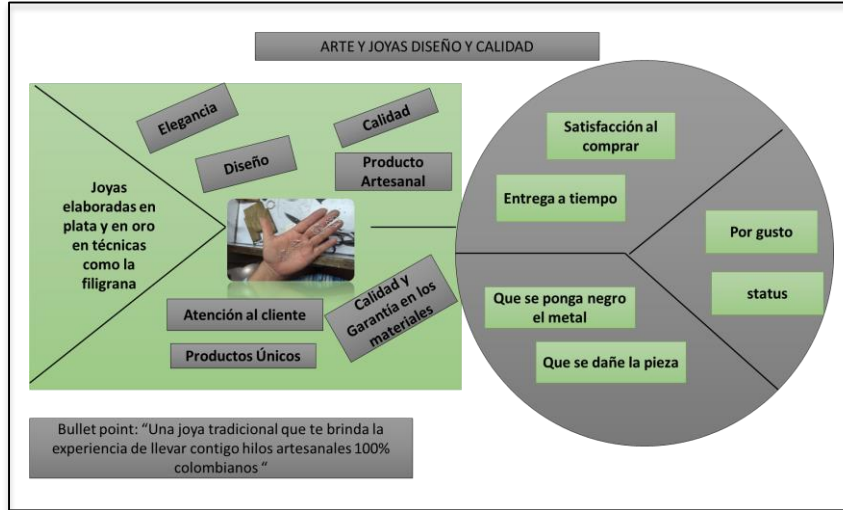 ARTE Y JOYAS DISEÑO Y CALIDAD
Elegancia
Calidad
Diseño
Producto
Artesanal
Joyas
elaboradas en
plata y en oro
en técnicas
como la
filigrana
Atención al cliente
Productos Únicos
Calidad y
Garantía en los
materiales
Satisfacción al
comprar
Entrega a tiempo
Por gusto
status
Que se ponga negro
el metal
Que se dañe la pieza
Bullet point: “Una joya tradicional que te brinda la
experiencia de llevar contigo hilos artesanales 100%
colombianos “